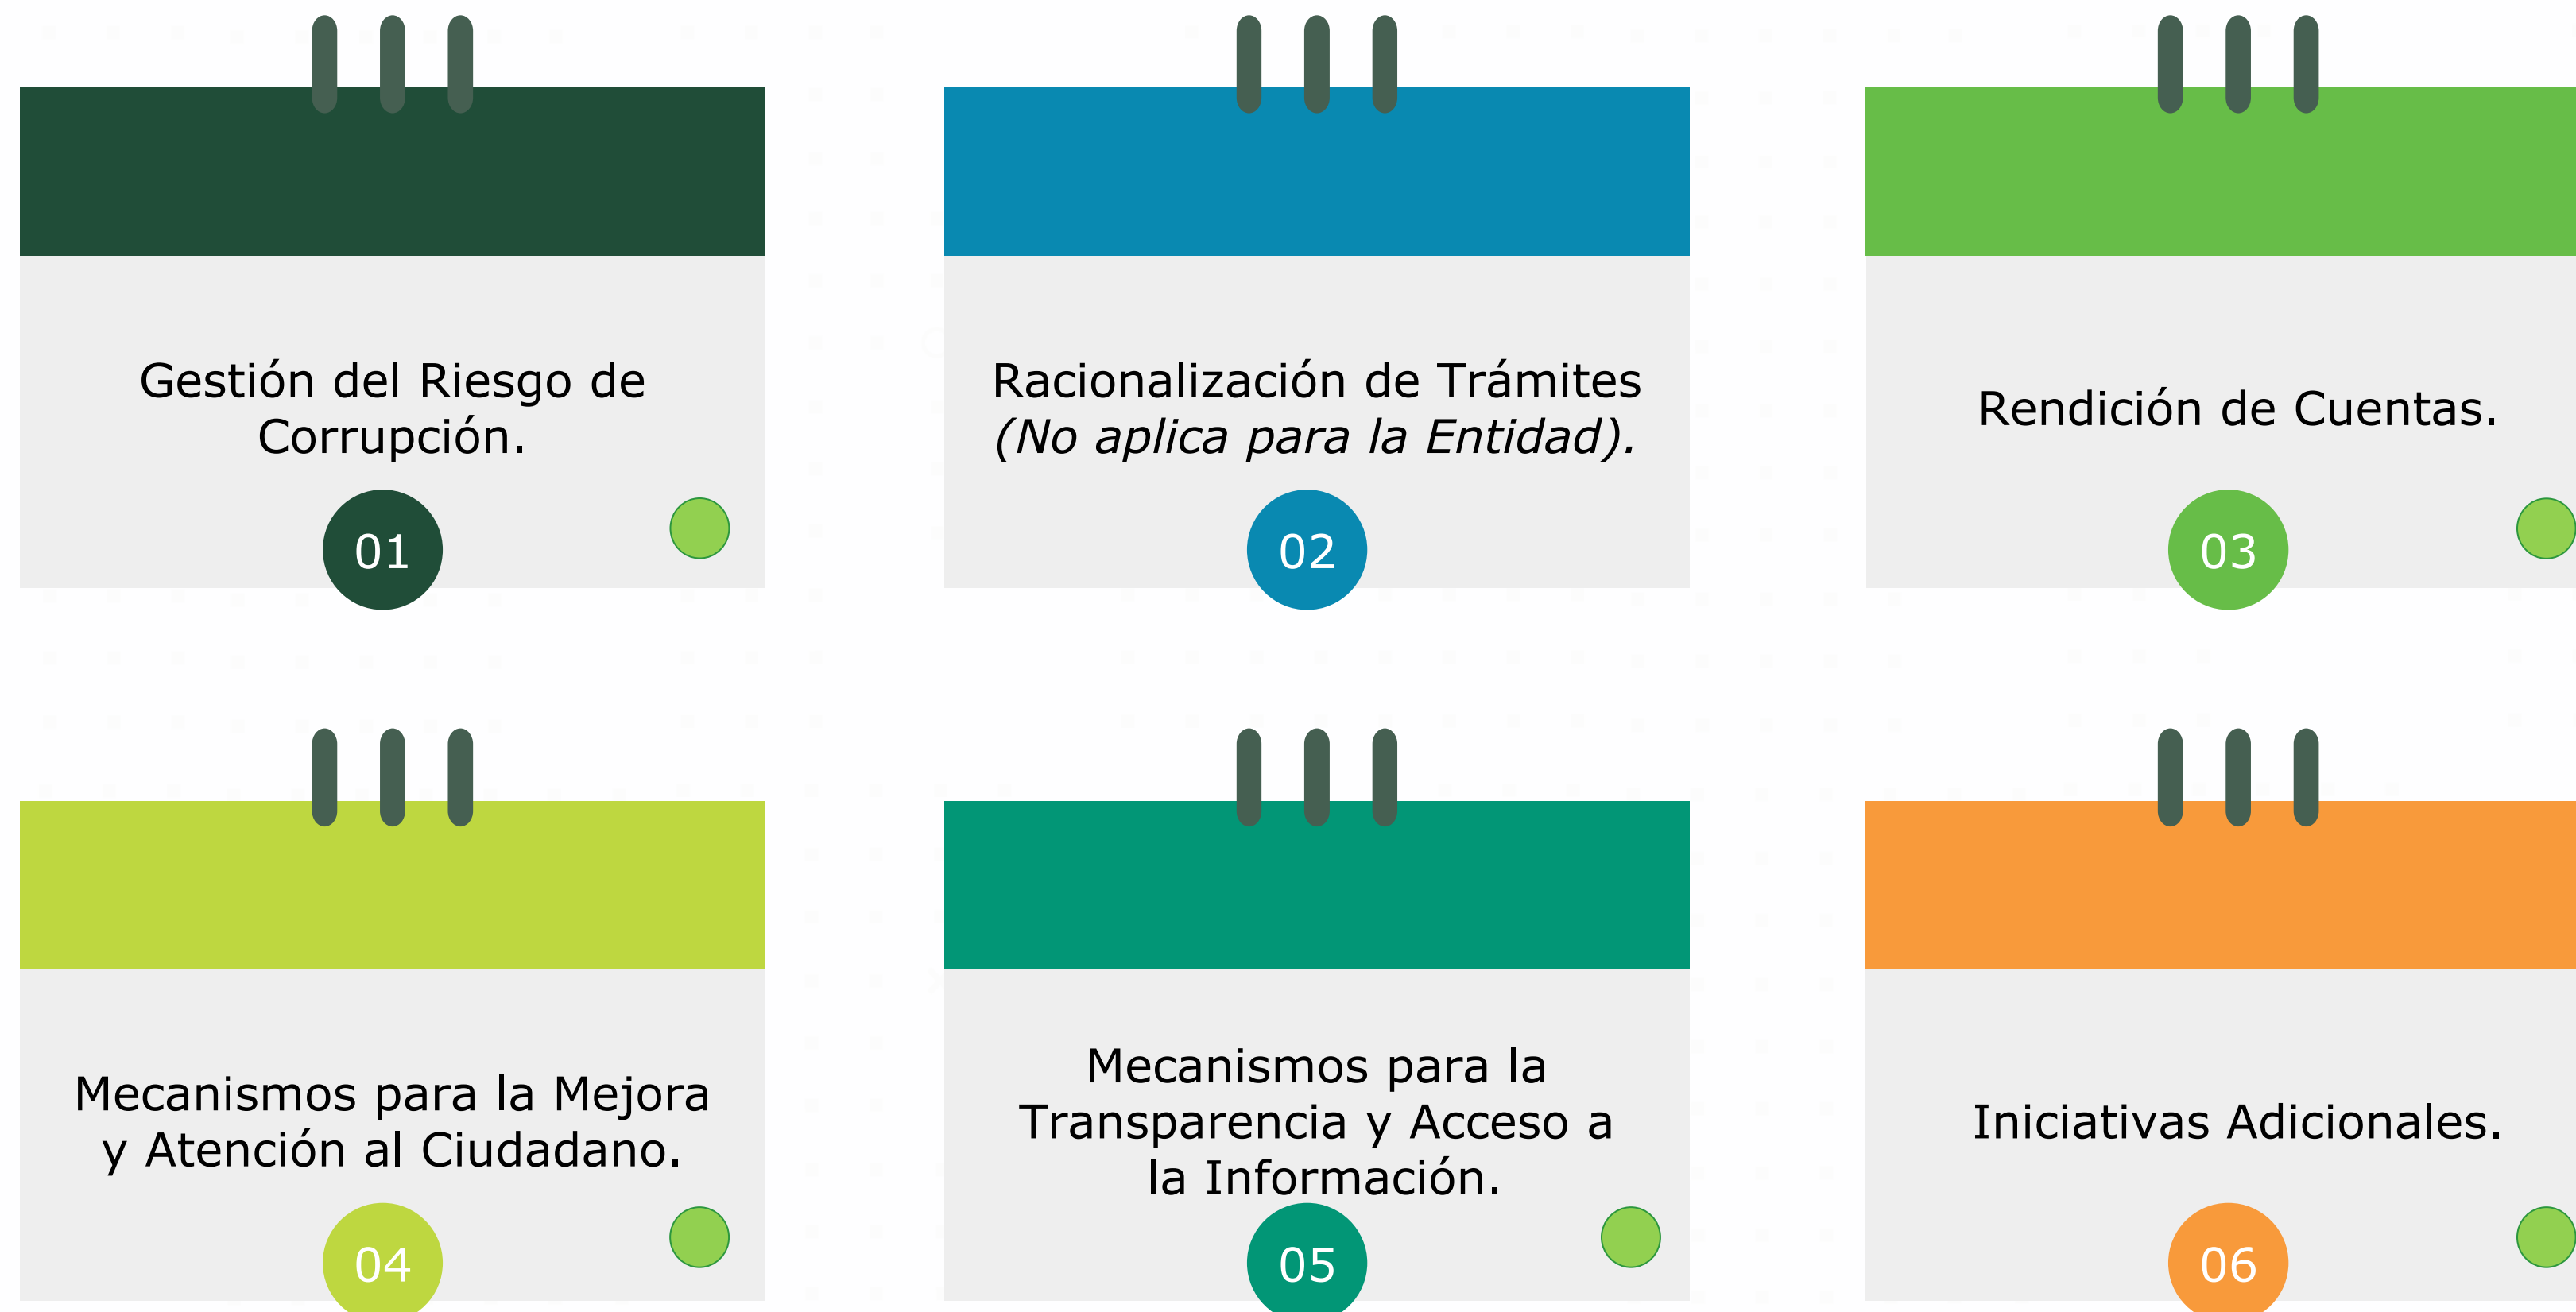 Gestión del Riesgo de
Corrupción.
01
Racionalización de Trámites
(No aplica para la Entidad).
02
Rendición de Cuentas.
03
Mecanismos para la Mejora
y Atención al Ciudadano.
04
Mecanismos para la
Transparencia y Acceso a
la Información.
05
Iniciativas Adicionales.
06